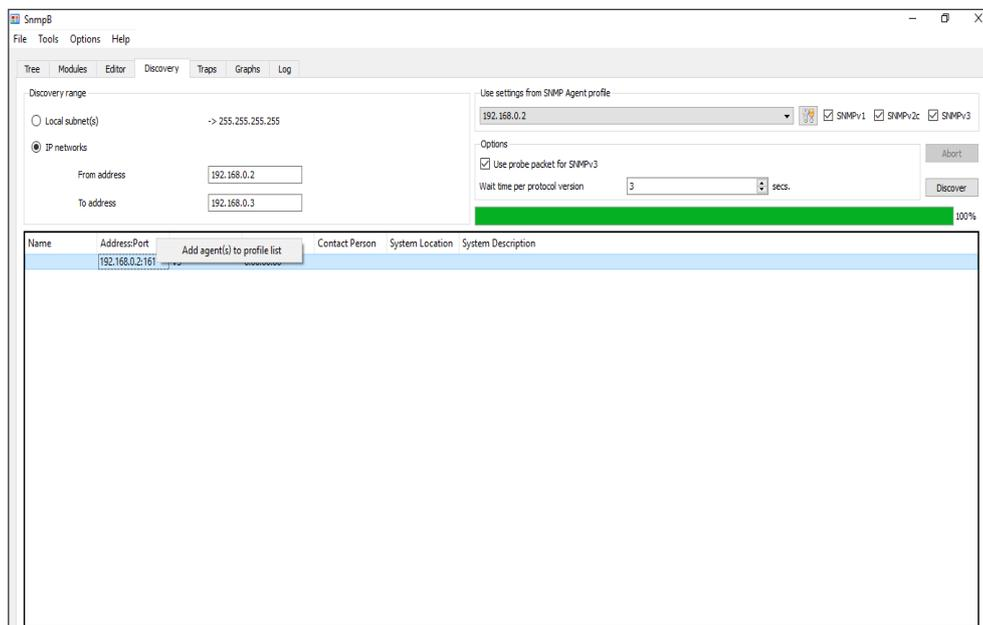 SnmpB
File Tools Options Help
Tree Modules Editor Discovery Traps Graphs Log
Discovery range
Local subnet(s) -> 255.255.255.255
IP networks
From address 192.168.0.2
To address 192.168.0.3
Use settings from SNMP Agent profile
192.168.0.2 SNMPv1 SNMPv2c SNMPv3
Options
Use probe packet for SNMPv3
Wait time per protocol version 3 secs.
Abort
Discover
100%
Name Address:Port Contact Person System Location System Description
Add agent(s) to profile list
192.168.0.2:161